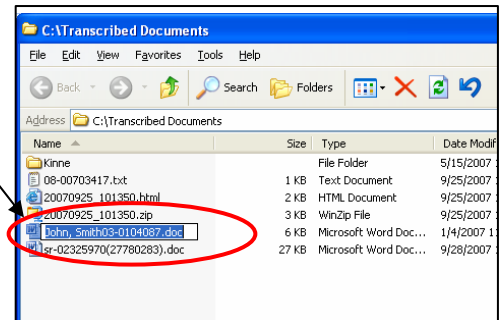 C:\Transcribed Documents
File Edit View Favorites Tools Help
Back Search Folders
Address C:\Transcribed Documents
Name Size Type Date Modif
Kinne File Folder 5/15/2007
08-00703417.txt 1 KB Text Document 9/25/2007
20070925_101350.html 2 KB HTML Document 9/25/2007
20070925_101350.zip 3 KB WinZip File 9/25/2007
John, Smith03-0104087.doc 6 KB Microsoft Word Doc... 1/4/2007 1
sr-02325970(27780283).doc 27 KB Microsoft Word Doc... 9/28/2007